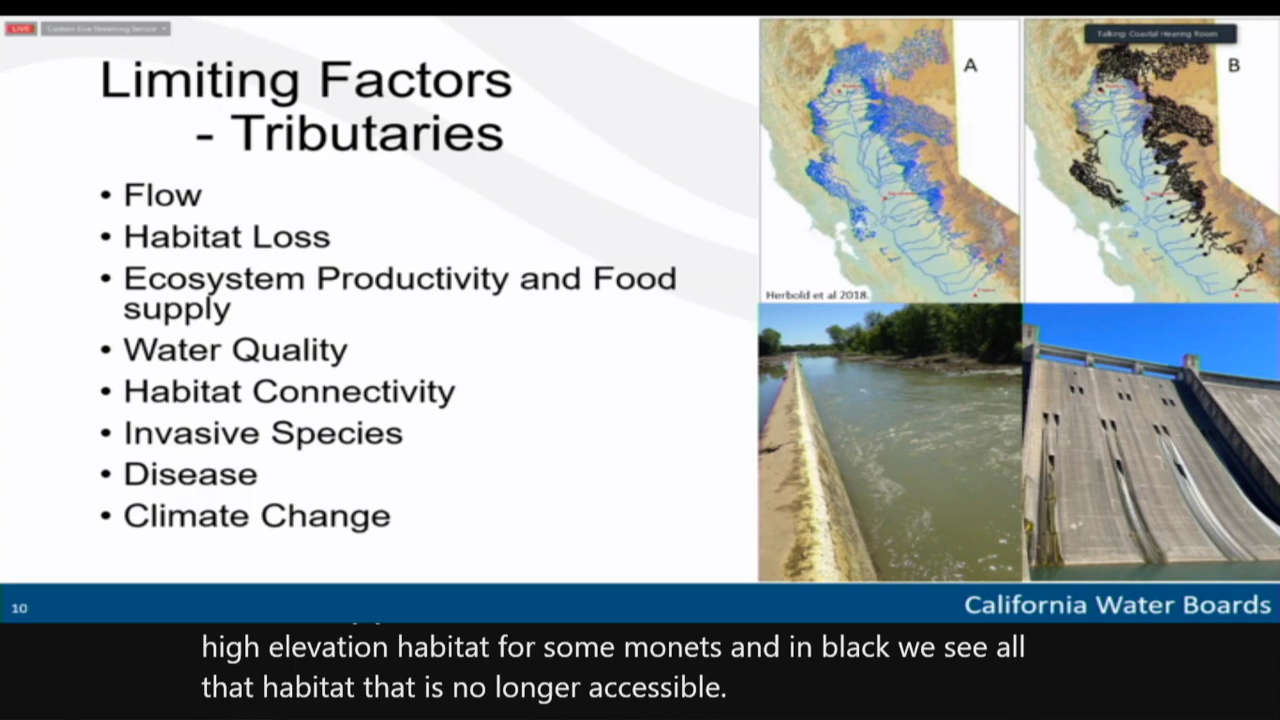 LIVE
Custom Live Streaming Service
Talking: Coastal Hearing Room
Limiting Factors
- Tributaries
• Flow
• Habitat Loss
• Ecosystem Productivity and Food
supply
• Water Quality
• Habitat Connectivity
• Invasive Species
• Disease
• Climate Change
A
B
Herbold et al 2018.
10
California Water Boards
high elevation habitat for some monets and in black we see all
that habitat that is no longer accessible.